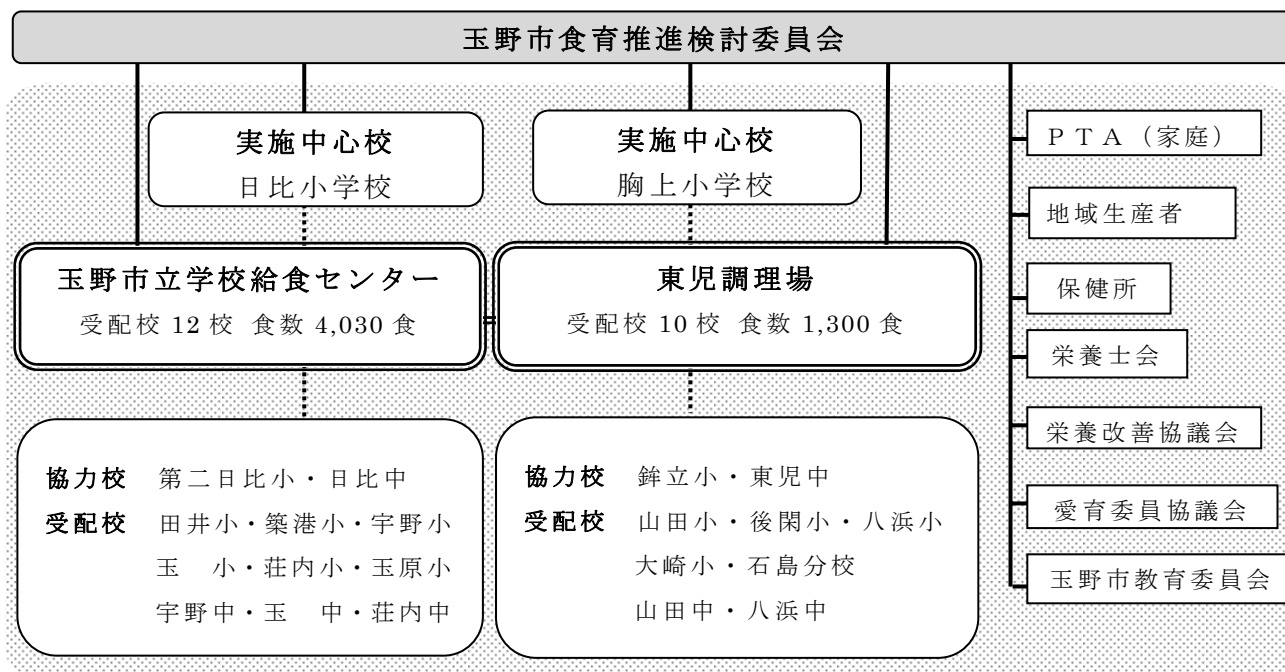 玉野市食育推進検討委員会
実施中心校
日比小学校
実施中心校
胸上小学校
玉野市立学校給食センター
受配校 12 校 食数 4,030 食
東児調理場
受配校 10 校 食数 1,300 食
協力校 第二日比小・日比中
受配校 田井小・築港小・宇野小
玉 小・荘内小・玉原小
宇野中・玉 中・荘内中
協力校 鉾立小・東児中
受配校 山田小・後閑小・八浜小
大崎小・石島分校
山田中・八浜中
ＰＴＡ（家庭）
地域生産者
保健所
栄養士会
栄養改善協議会
愛育委員協議会
玉野市教育委員会